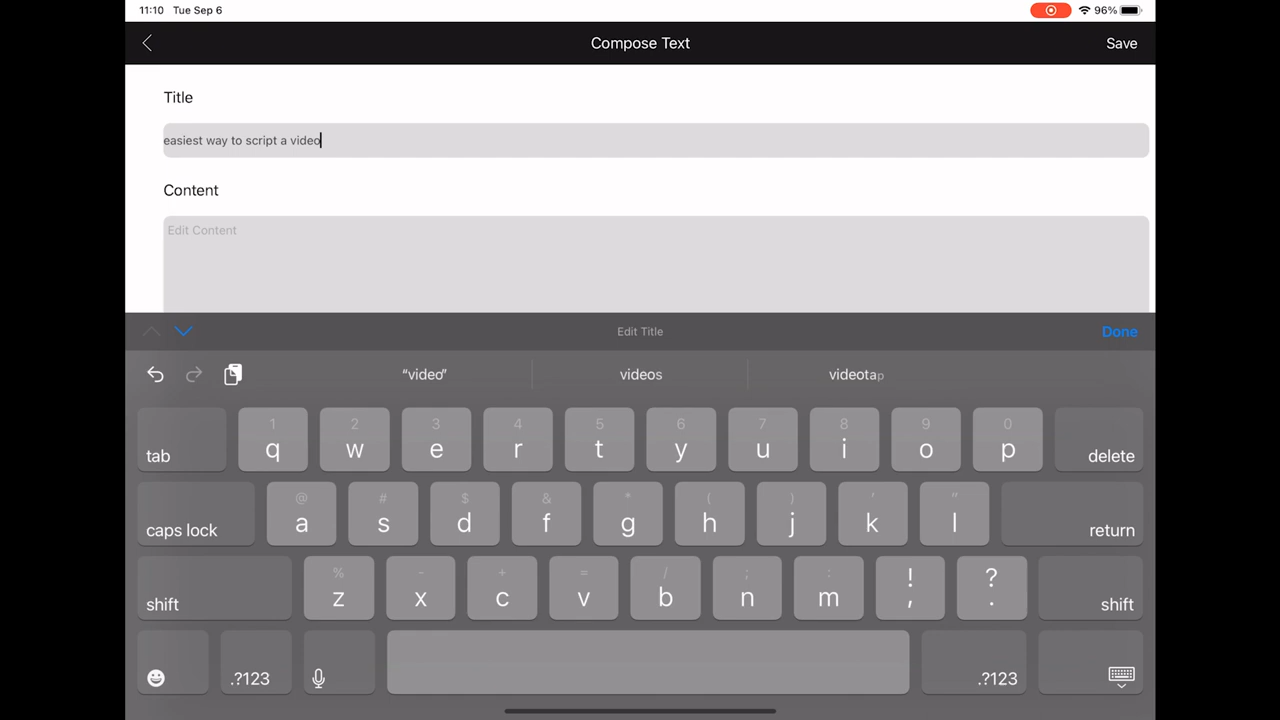 11:10 Tue Sep 6 96%
Compose Text Save
Title
easiest way to script a video
Content
Edit Content
Edit Title Done
“video” videos videotap
1 2 3 4 5 6 7 8 9 0
tab q w e r t y u i o p delete
@ # $ & * ( ) ' "
caps lock a s d f g h j k l return
% - + = / ; : ! ?
shift z x c v b n m , . shift
.?123 .?123